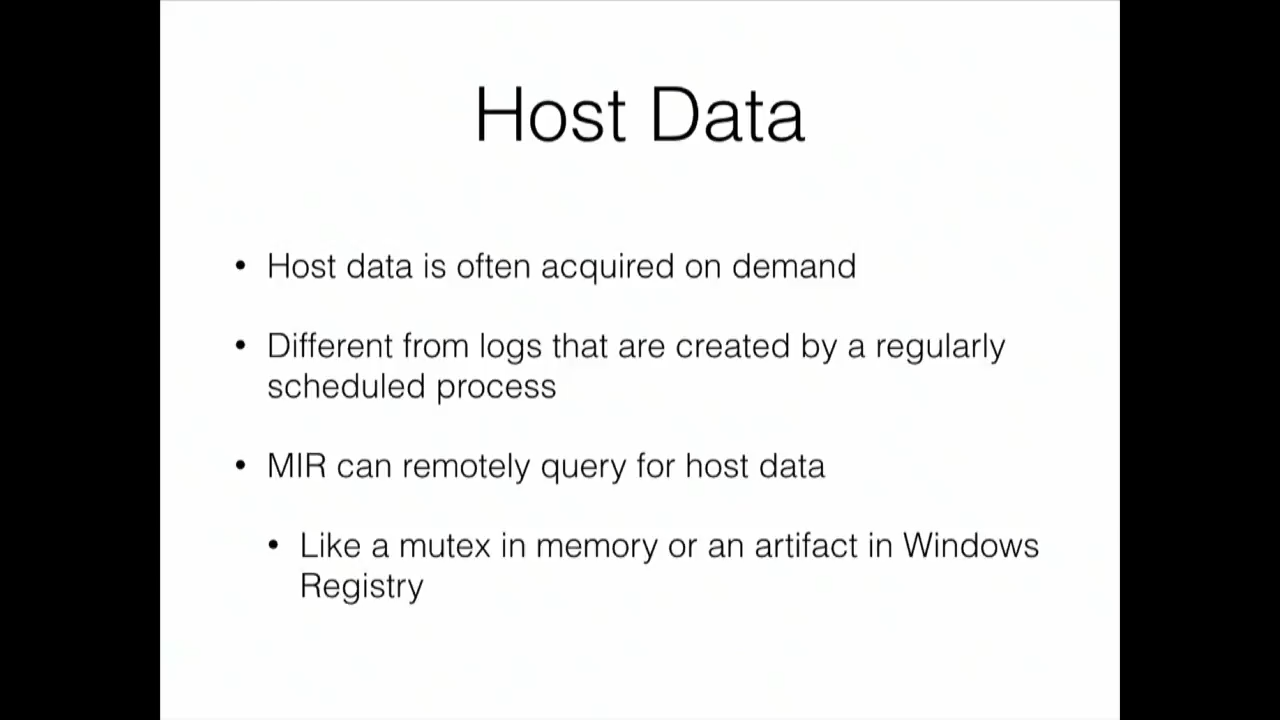 Host Data
• Host data is often acquired on demand
• Different from logs that are created by a regularly
scheduled process
• MIR can remotely query for host data
• Like a mutex in memory or an artifact in Windows
Registry